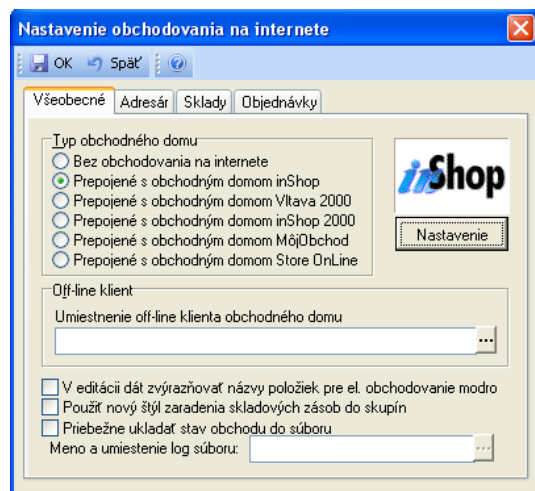 Nastavenie obchodovania na internete
OK Späť
Všeobecné Adresár Sklady Objednávky
Typ obchodného domu
Bez obchodovania na internete
Prepojené s obchodným domom inShop
Prepojené s obchodným domom Vltava 2000
Prepojené s obchodným domom inShop 2000
Prepojené s obchodným domom MôjObchod
Prepojené s obchodným domom Store OnLine
inShop
Nastavenie
Off-line klient
Umiestnenie off-line klienta obchodného domu
...
V editácii dát zvýrazňovať názvy položiek pre el. obchodovanie modro
Použiť nový štýl zaradenia skladových zásob do skupín
Priebežne ukladať stav obchodu do súboru
Meno a umiestenie log súboru: ...